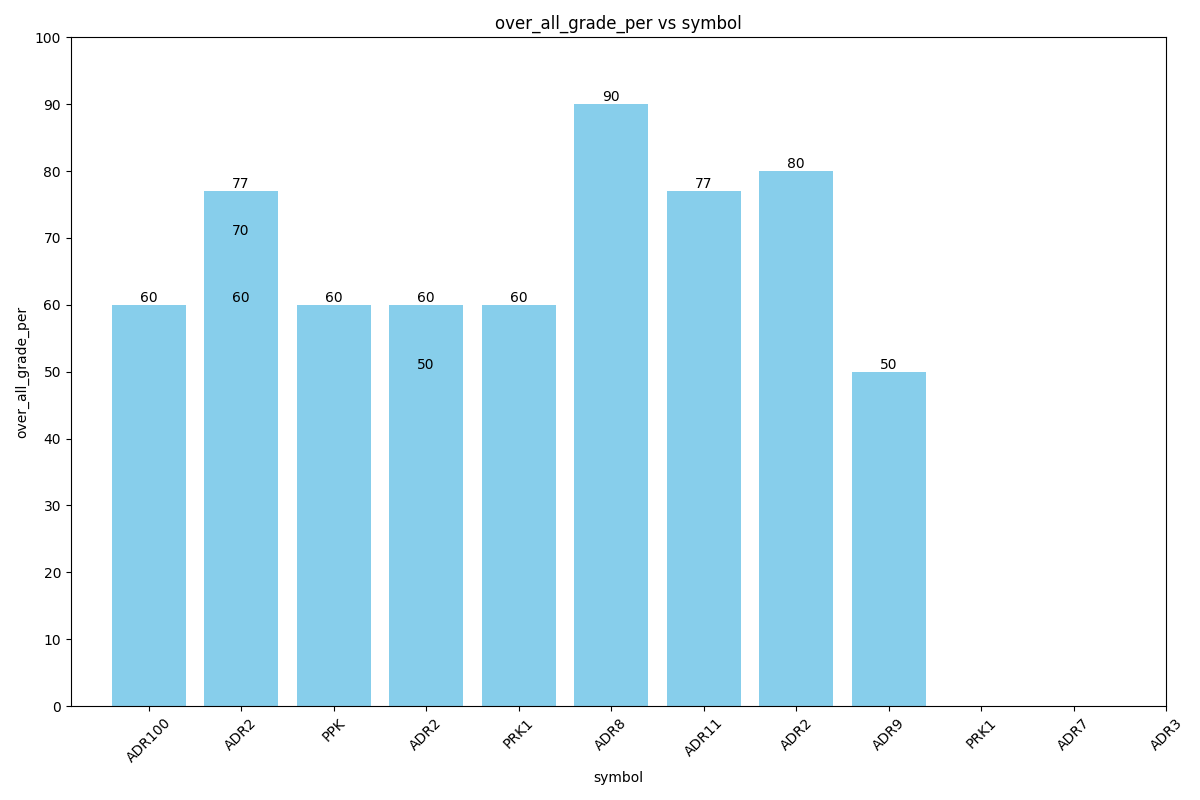 over_all_grade_per vs symbol
100
90
80
70
60
50
40
30
20
10
0
over_all_grade_per
60
77
70
60
60
60
50
60
90
77
80
50
ADR100
ADR2
PPK
ADR2
PRK1
ADR8
ADR11
ADR2
ADR9
PRK1
ADR7
ADR3
symbol